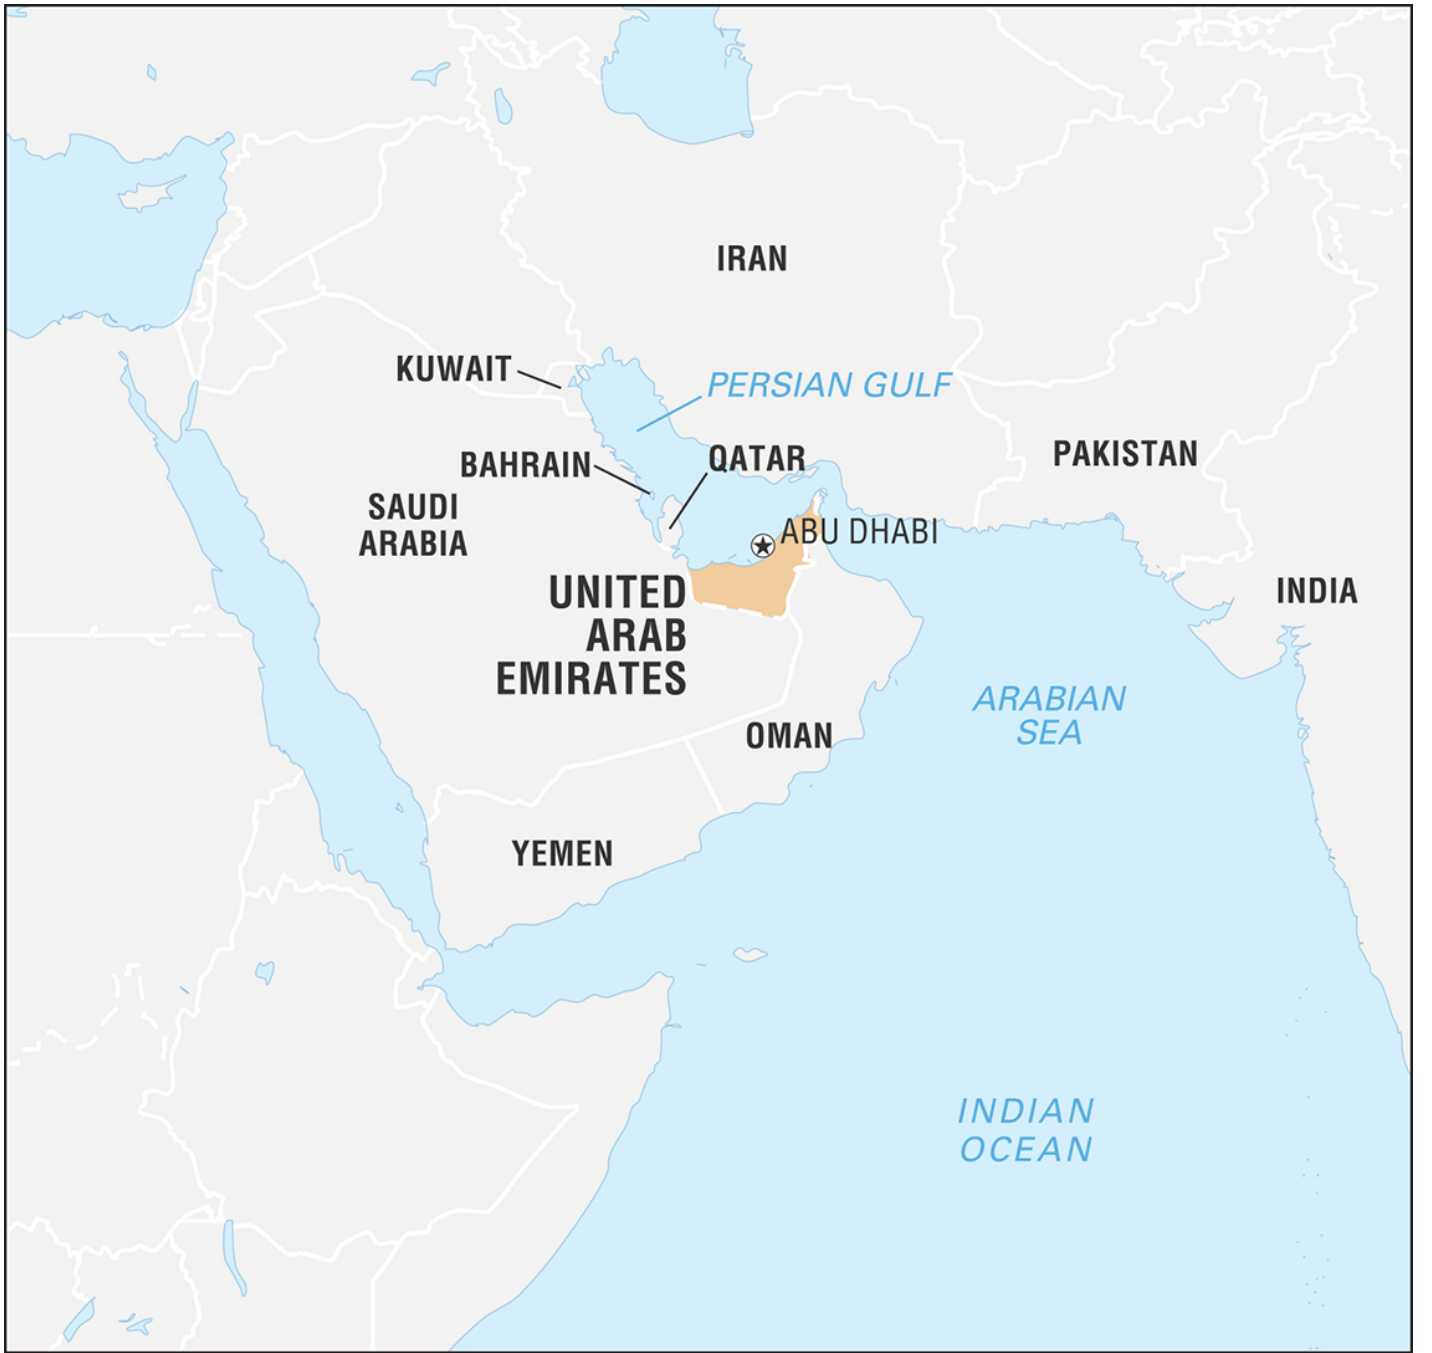 IRAN
KUWAIT
PERSIAN GULF
BAHRAIN
QATAR
PAKISTAN
SAUDI
ARABIA
ABU DHABI
UNITED
ARAB
EMIRATES
INDIA
ARABIAN
SEA
OMAN
YEMEN
INDIAN
OCEAN